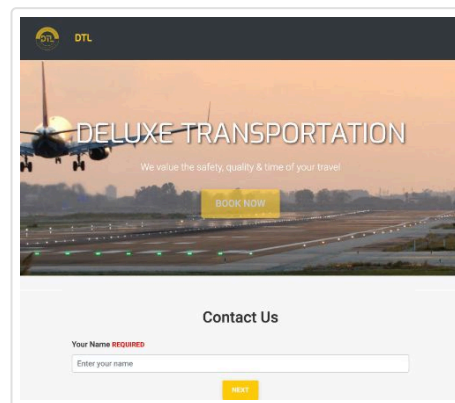 DTL
DTL
DELUXE TRANSPORTATION
We value the safety, quality & time of your travel
BOOK NOW
Contact Us
Your Name REQUIRED
Enter your name
NEXT